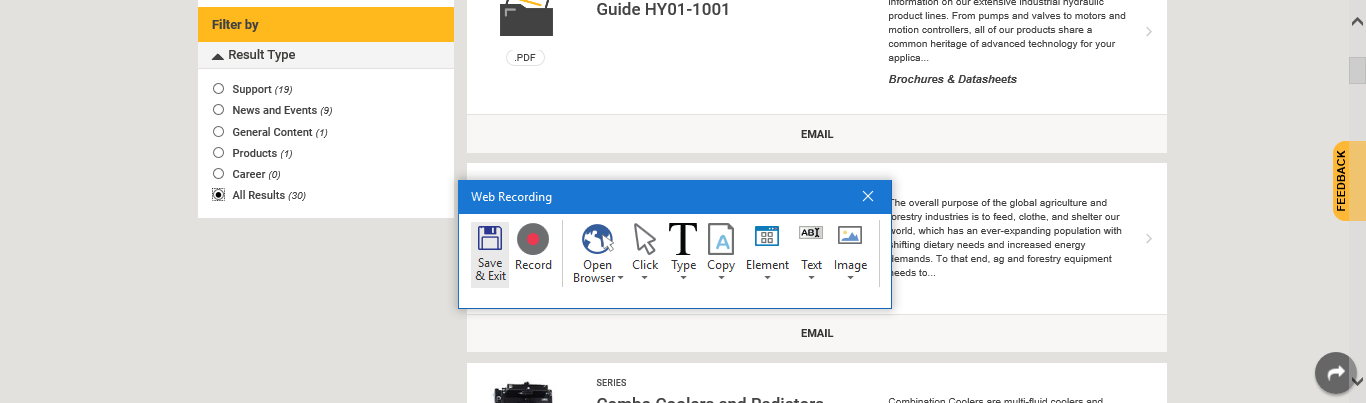 Filter by
Result Type
Support (19)
News and Events (9)
General Content (1)
Products (1)
Career (0)
All Results (30)
Guide HY01-1001
.PDF
information on our extensive industrial hydraulic
product lines. From pumps and valves to motors and
motion controllers, all of our products share a
common heritage of advanced technology for your
applica...
Brochures & Datasheets
EMAIL
Web Recording
Save
& Exit
Record
Open
Browser
Click
Type
Copy
Element
Text
Image
The overall purpose of the global agriculture and
forestry industries is to feed, clothe, and shelter our
world, which has an ever-expanding population with
shifting dietary needs and increased energy
demands. To that end, ag and forestry equipment
needs to...
EMAIL
SERIES
Combo Coolers and Radiators
Combination Coolers are multi-fluid coolers and
FEEDBACK